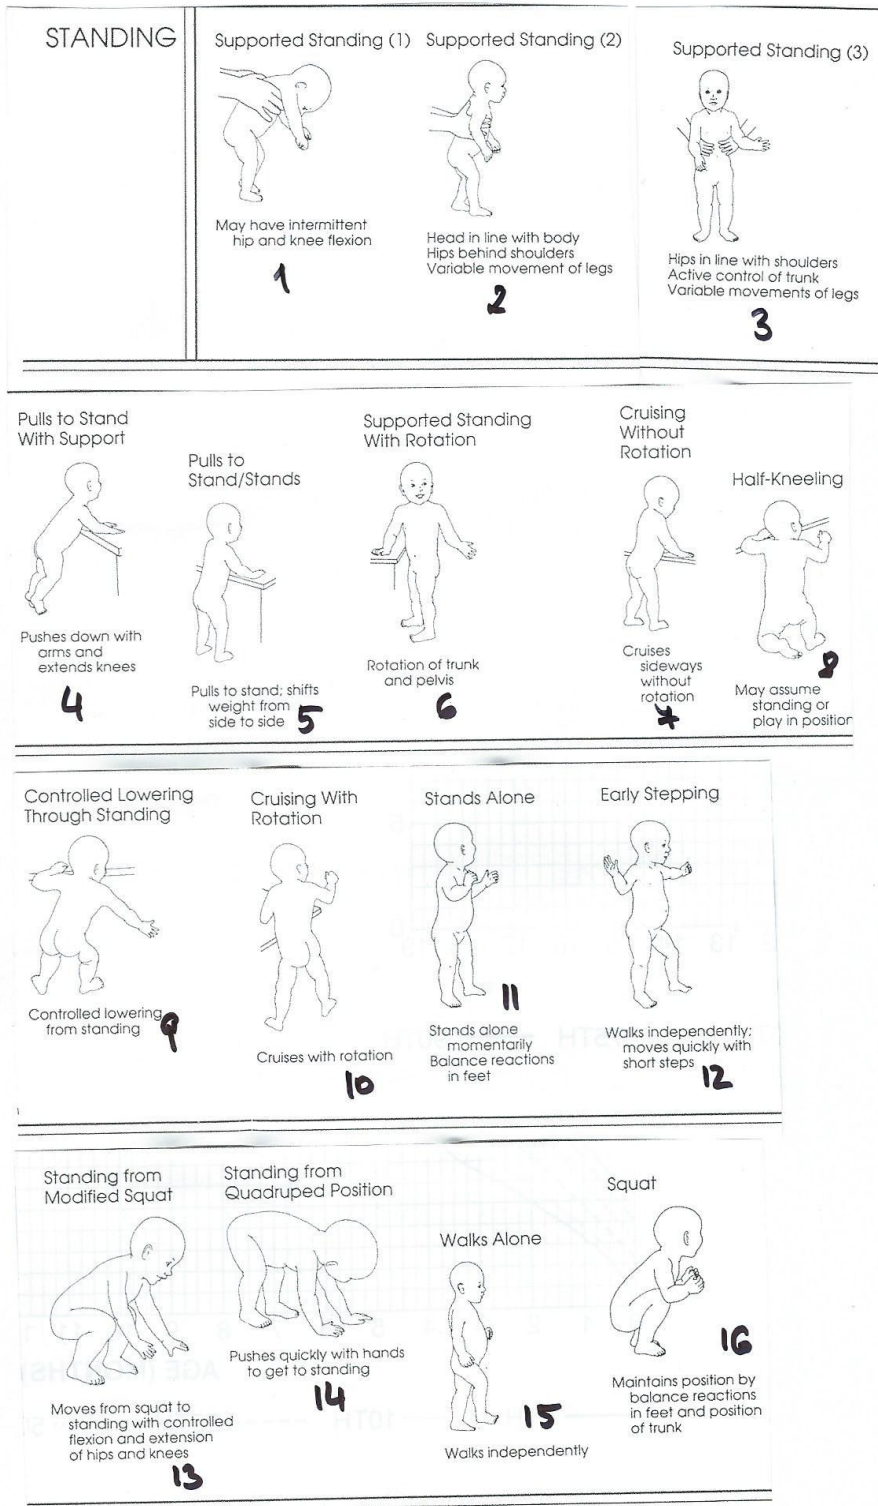 STANDING
Supported Standing (1)
May have intermittent
hip and knee flexion
1
Supported Standing (2)
Head in line with body
Hips behind shoulders
Variable movement of legs
2
Supported Standing (3)
Hips in line with shoulders
Active control of trunk
Variable movements of legs
3
Pulls to Stand
With Support
Pushes down with
arms and
extends knees
4
Pulls to
Stand/Stands
Pulls to stand; shifts
weight from
side to side
5
Supported Standing
With Rotation
Rotation of trunk
and pelvis
6
Cruising
Without
Rotation
Cruises
sideways
without
rotation
7
Half-Kneeling
8
May assume
standing or
play in position
Controlled Lowering
Through Standing
Controlled lowering
from standing
9
Cruising With
Rotation
Cruises with rotation
10
Stands Alone
11
Stands alone
momentarily
Balance reactions
in feet
Early Stepping
Walks independently;
moves quickly with
short steps
12
Standing from
Modified Squat
Moves from squat to
standing with controlled
flexion and extension
of hips and knees
13
Standing from
Quadruped Position
Pushes quickly with hands
to get to standing
14
Walks Alone
15
Walks independently
Squat
16
Maintains position by
balance reactions
in feet and position
of trunk